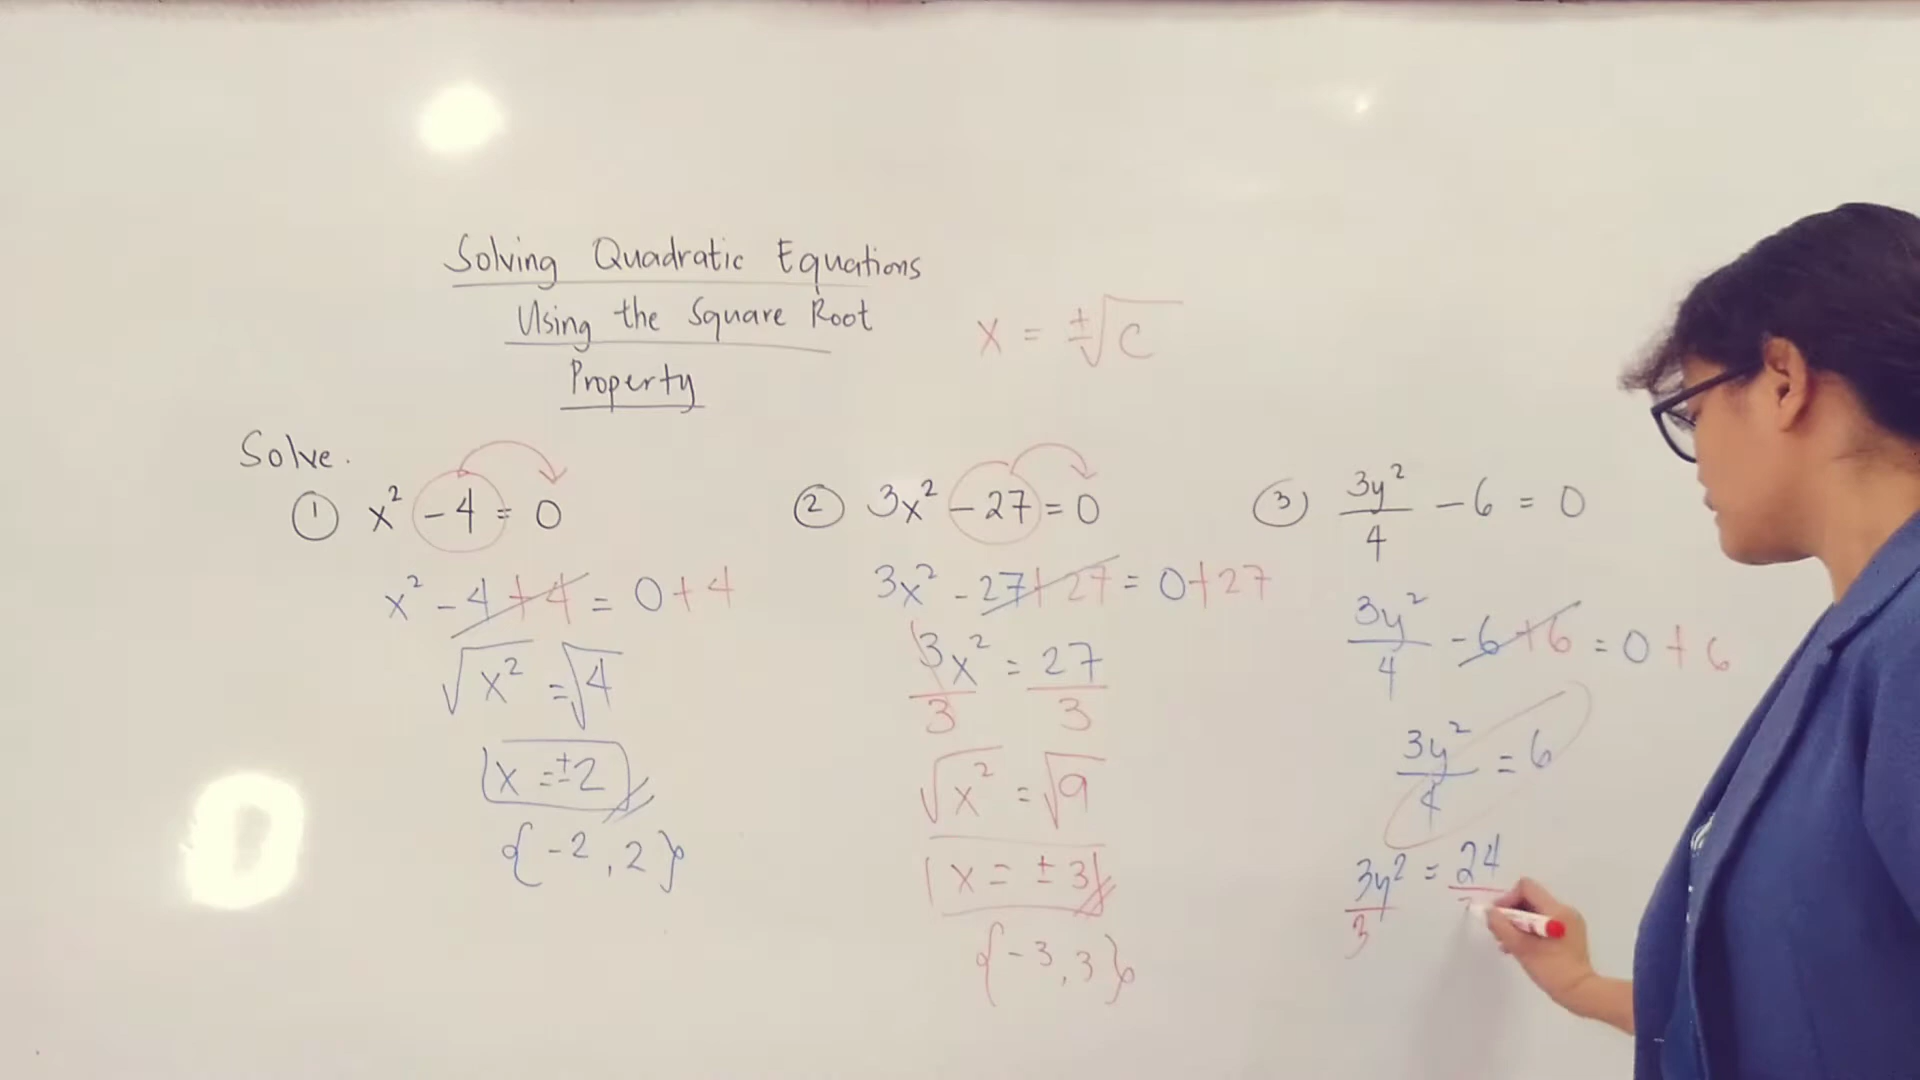 Solving Quadratic Equations
Using the Square Root
Property
x = ±√c
Solve.
① x² - 4 = 0
x² - 4 + 4 = 0 + 4
√x² = √4
x = ±2
{-2, 2}
② 3x² - 27 = 0
3x² - 27 + 27 = 0 + 27
3x²/3 = 27/3
√x² = √9
x = ±3
{-3, 3}
③ 3y²/4 - 6 = 0
3y²/4 - 6 + 6 = 0 + 6
3y²/4 = 6
3y²/3 = 24